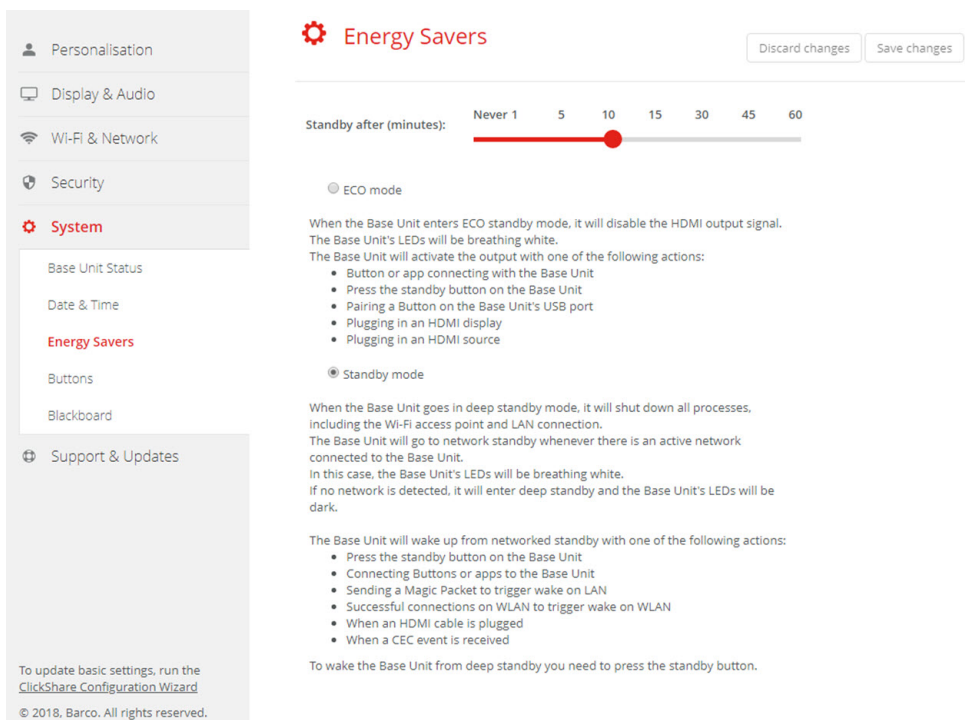 Personalisation
Display & Audio
Wi-Fi & Network
Security
System
Base Unit Status
Date & Time
Energy Savers
Buttons
Blackboard
Support & Updates
To update basic settings, run the
ClickShare Configuration Wizard
© 2018, Barco. All rights reserved.
Energy Savers
Discard changes
Save changes
Standby after (minutes):
Never 1 5 10 15 30 45 60
ECO mode
When the Base Unit enters ECO standby mode, it will disable the HDMI output signal.
The Base Unit's LEDs will be breathing white.
The Base Unit will activate the output with one of the following actions:
• Button or app connecting with the Base Unit
• Press the standby button on the Base Unit
• Pairing a Button on the Base Unit's USB port
• Plugging in an HDMI display
• Plugging in an HDMI source
Standby mode
When the Base Unit goes in deep standby mode, it will shut down all processes,
including the Wi-Fi access point and LAN connection.
The Base Unit will go to network standby whenever there is an active network
connected to the Base Unit.
In this case, the Base Unit's LEDs will be breathing white.
If no network is detected, it will enter deep standby and the Base Unit's LEDs will be
dark.
The Base Unit will wake up from networked standby with one of the following actions:
• Press the standby button on the Base Unit
• Connecting Buttons or apps to the Base Unit
• Sending a Magic Packet to trigger wake on LAN
• Successful connections on WLAN to trigger wake on WLAN
• When an HDMI cable is plugged
• When a CEC event is received
To wake the Base Unit from deep standby you need to press the standby button.